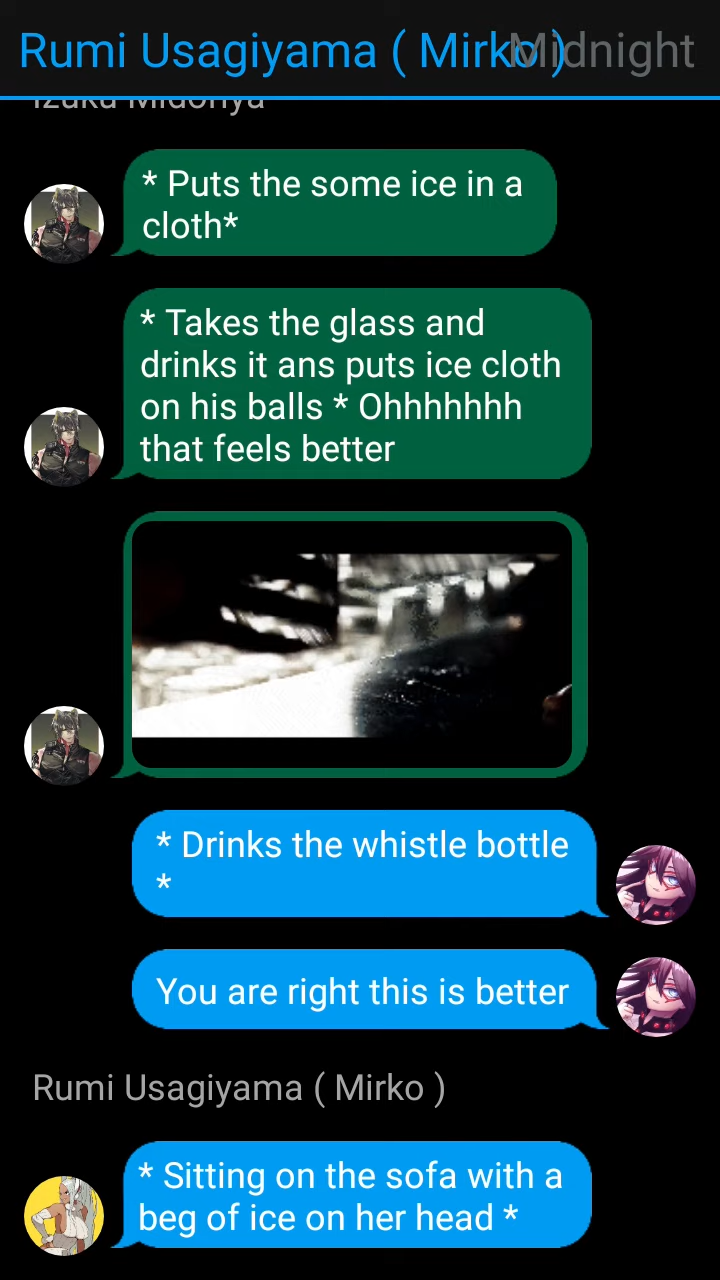 Rumi Usagiyama ( Mirko )
Midnight
Izuku Midoriya
* Puts the some ice in a
cloth*
* Takes the glass and
drinks it ans puts ice cloth
on his balls * Ohhhhhhh
that feels better
* Drinks the whistle bottle
*
You are right this is better
Rumi Usagiyama ( Mirko )
* Sitting on the sofa with a
beg of ice on her head *